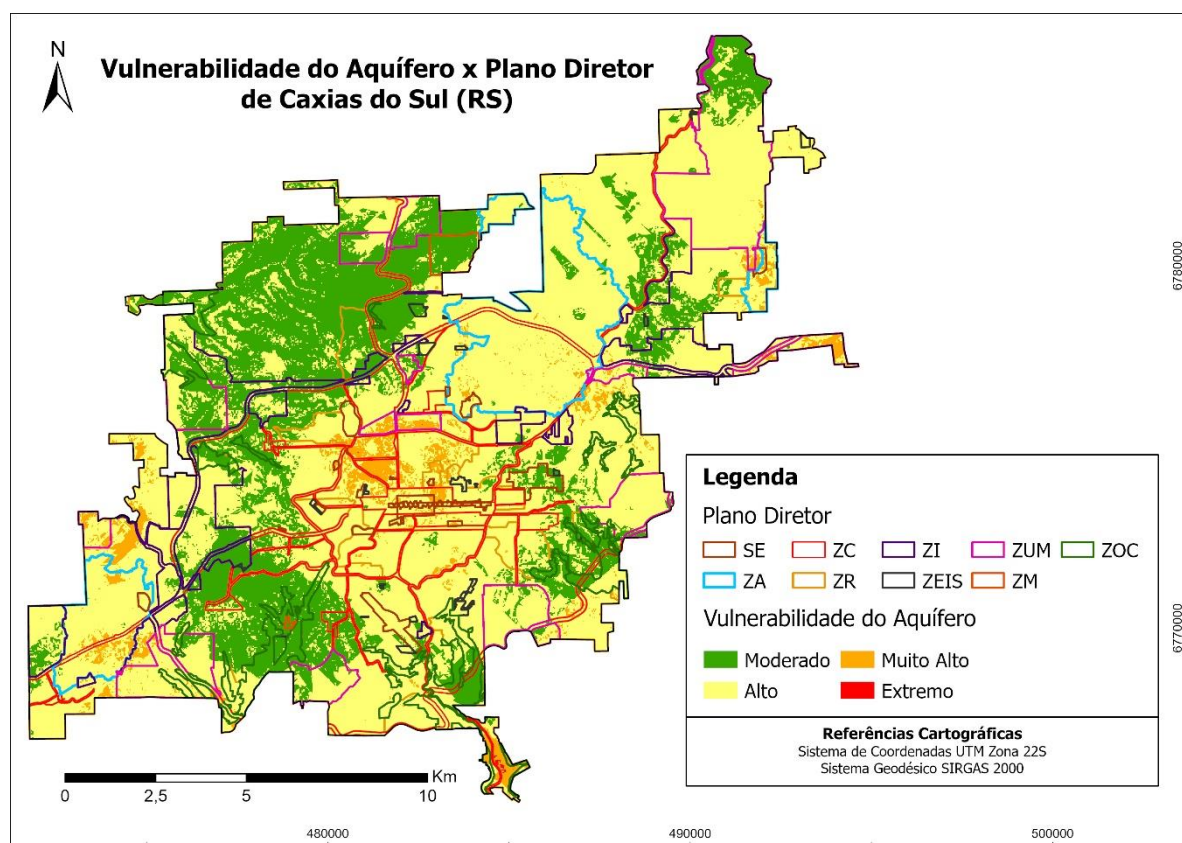 N
Vulnerabilidade do Aquífero x Plano Diretor
de Caxias do Sul (RS)
6780000
Legenda
Plano Diretor
SE ZC ZI ZUM ZOC
ZA ZR ZEIS ZM
Vulnerabilidade do Aquífero
6770000
Moderado Muito Alto
Alto Extremo
Referências Cartográficas
Sistema de Coordenadas UTM Zona 22S
Sistema Geodésico SIRGAS 2000
Km
0 2,5 5 10
480000 490000 500000